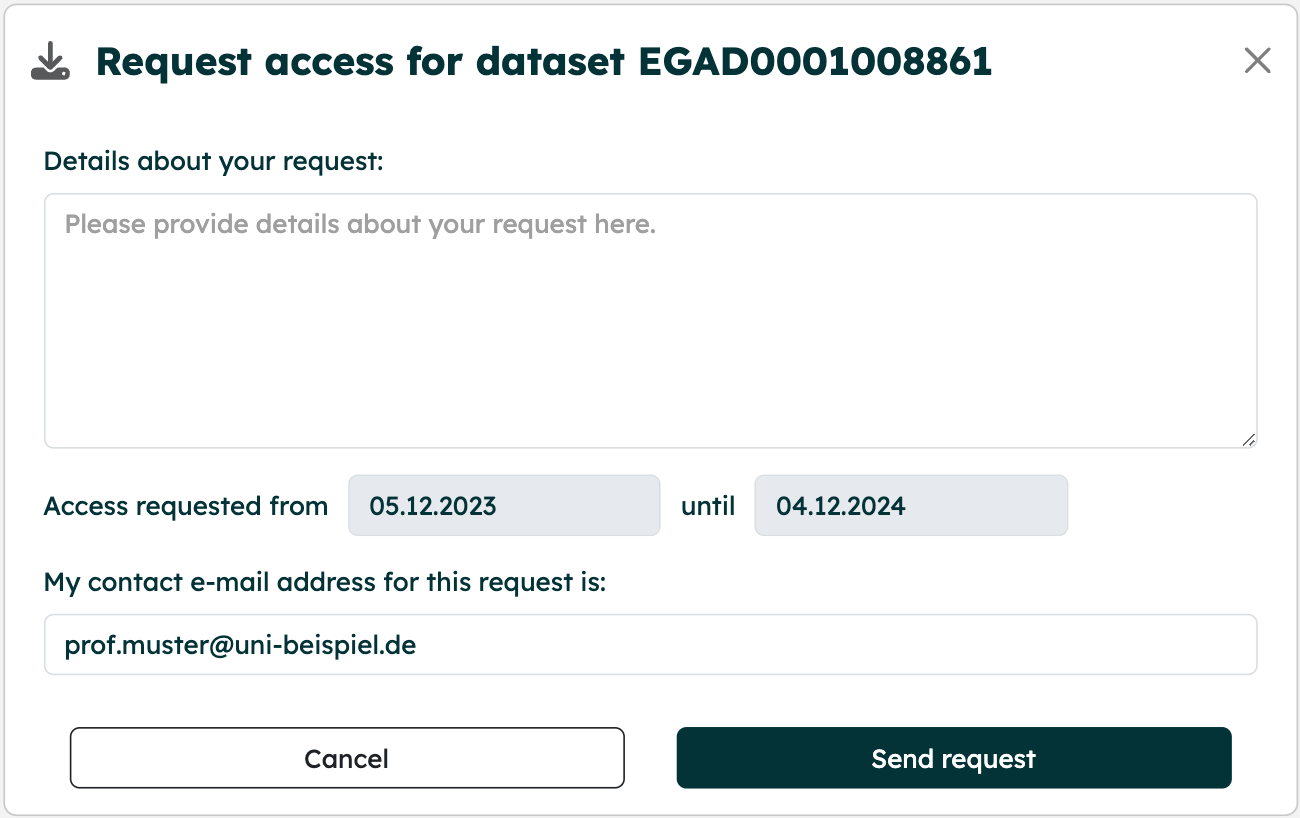 Request access for dataset EGAD0001008861
Details about your request:
Please provide details about your request here.
Access requested from 05.12.2023 until 04.12.2024
My contact e-mail address for this request is:
prof.muster@uni-beispiel.de
Cancel Send request